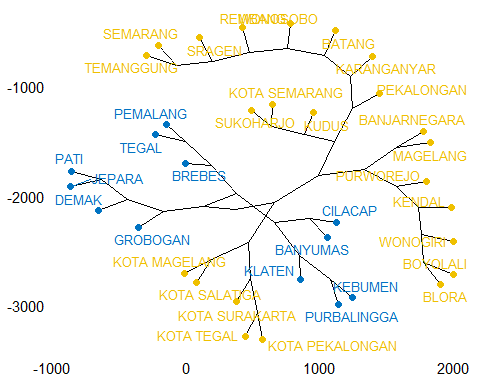 REMBANG WONOSOBO
SEMARANG
BATANG
SRAGEN
TEMANGGUNG
KARANGANYAR
-1000
KOTA SEMARANG
PEKALONGAN
PEMALANG
SUKOHARJO
KUDUS
BANJARNEGARA
TEGAL
MAGELANG
PATI
BREBES
PURWOREJO
JEPARA
-2000
DEMAK
KENDAL
CILACAP
GROBOGAN
BANYUMAS
WONOGIRI
KOTA MAGELANG
KLATEN
BOYOLALI
KEBUMEN
KOTA SALATIGA
BLORA
-3000
KOTA SURAKARTA
PURBALINGGA
KOTA TEGAL
KOTA PEKALONGAN
-1000 0 1000 2000